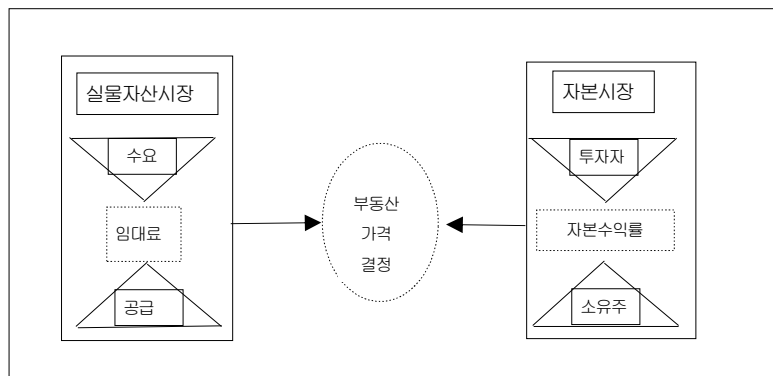 실물자산시장
수요
임대료
공급
부동산
가격
결정
자본시장
투자자
자본수익률
소유주